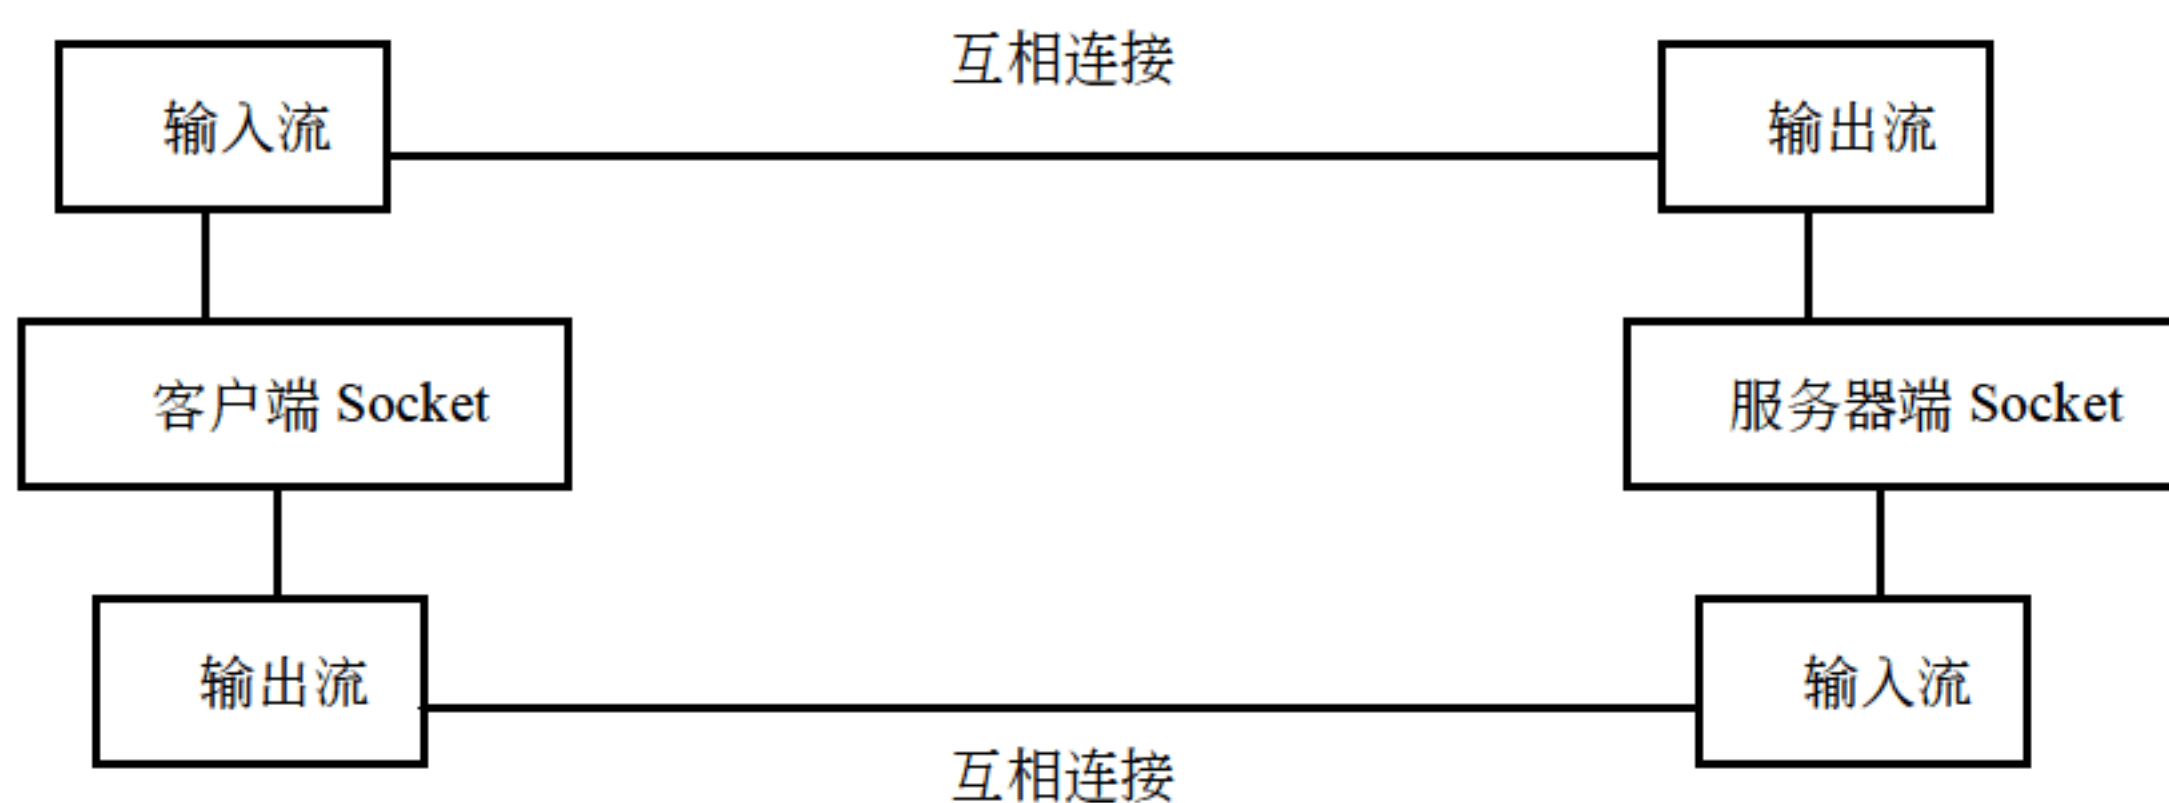 互相连接
输入流
输出流
客户端 Socket
服务器端 Socket
输出流
输入流
互相连接